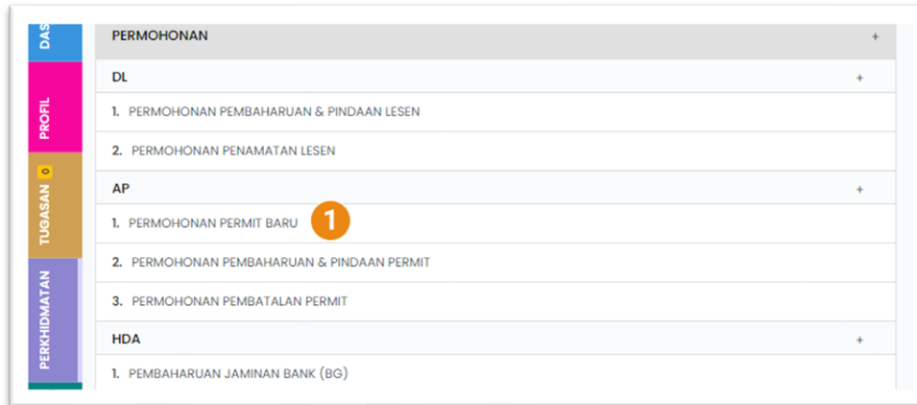 DAS
PROFIL
TUGASAN 0
PERKHIDMATAN
PERMOHONAN +
DL +
1. PERMOHONAN PEMBAHARUAN & PINDAAN LESEN
2. PERMOHONAN PENAMATAN LESEN
AP +
1. PERMOHONAN PERMIT BARU 1
2. PERMOHONAN PEMBAHARUAN & PINDAAN PERMIT
3. PERMOHONAN PEMBATALAN PERMIT
HDA +
1. PEMBAHARUAN JAMINAN BANK (BG)